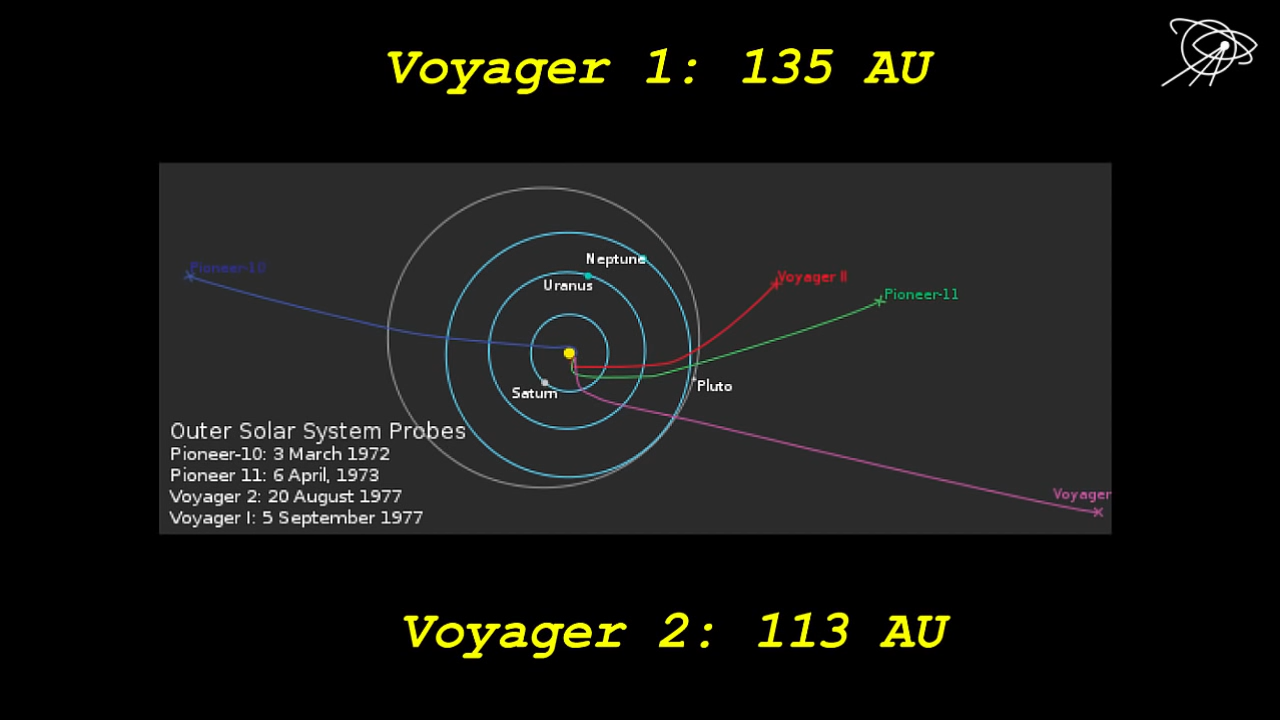 Voyager 1: 135 AU
Pioneer-10
Neptune
Uranus
Voyager II
Pioneer-11
Saturn
Pluto
Outer Solar System Probes
Pioneer-10: 3 March 1972
Pioneer 11: 6 April, 1973
Voyager 2: 20 August 1977
Voyager I: 5 September 1977
Voyager
Voyager 2: 113 AU